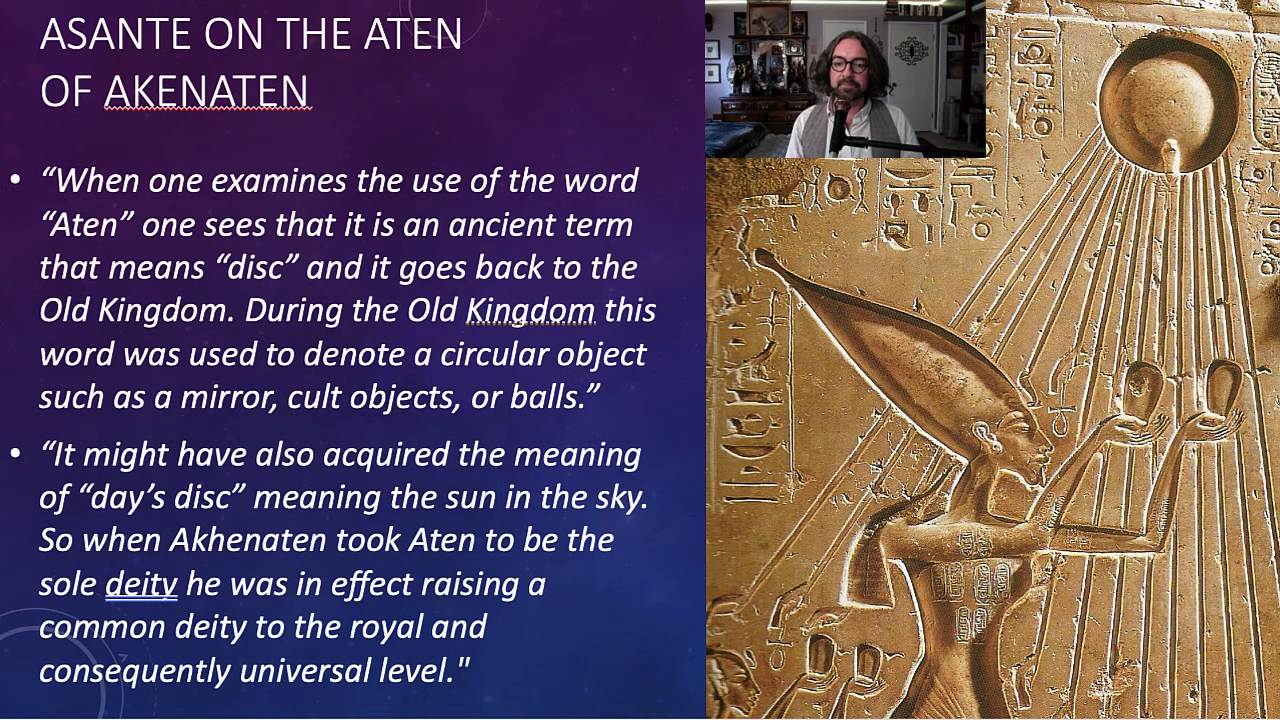 ASANTE ON THE ATEN
OF AKENATEN
• “When one examines the use of the word
“Aten” one sees that it is an ancient term
that means “disc” and it goes back to the
Old Kingdom. During the Old Kingdom this
word was used to denote a circular object
such as a mirror, cult objects, or balls.”
• “It might have also acquired the meaning
of “day’s disc” meaning the sun in the sky.
So when Akhenaten took Aten to be the
sole deity he was in effect raising a
common deity to the royal and
consequently universal level."